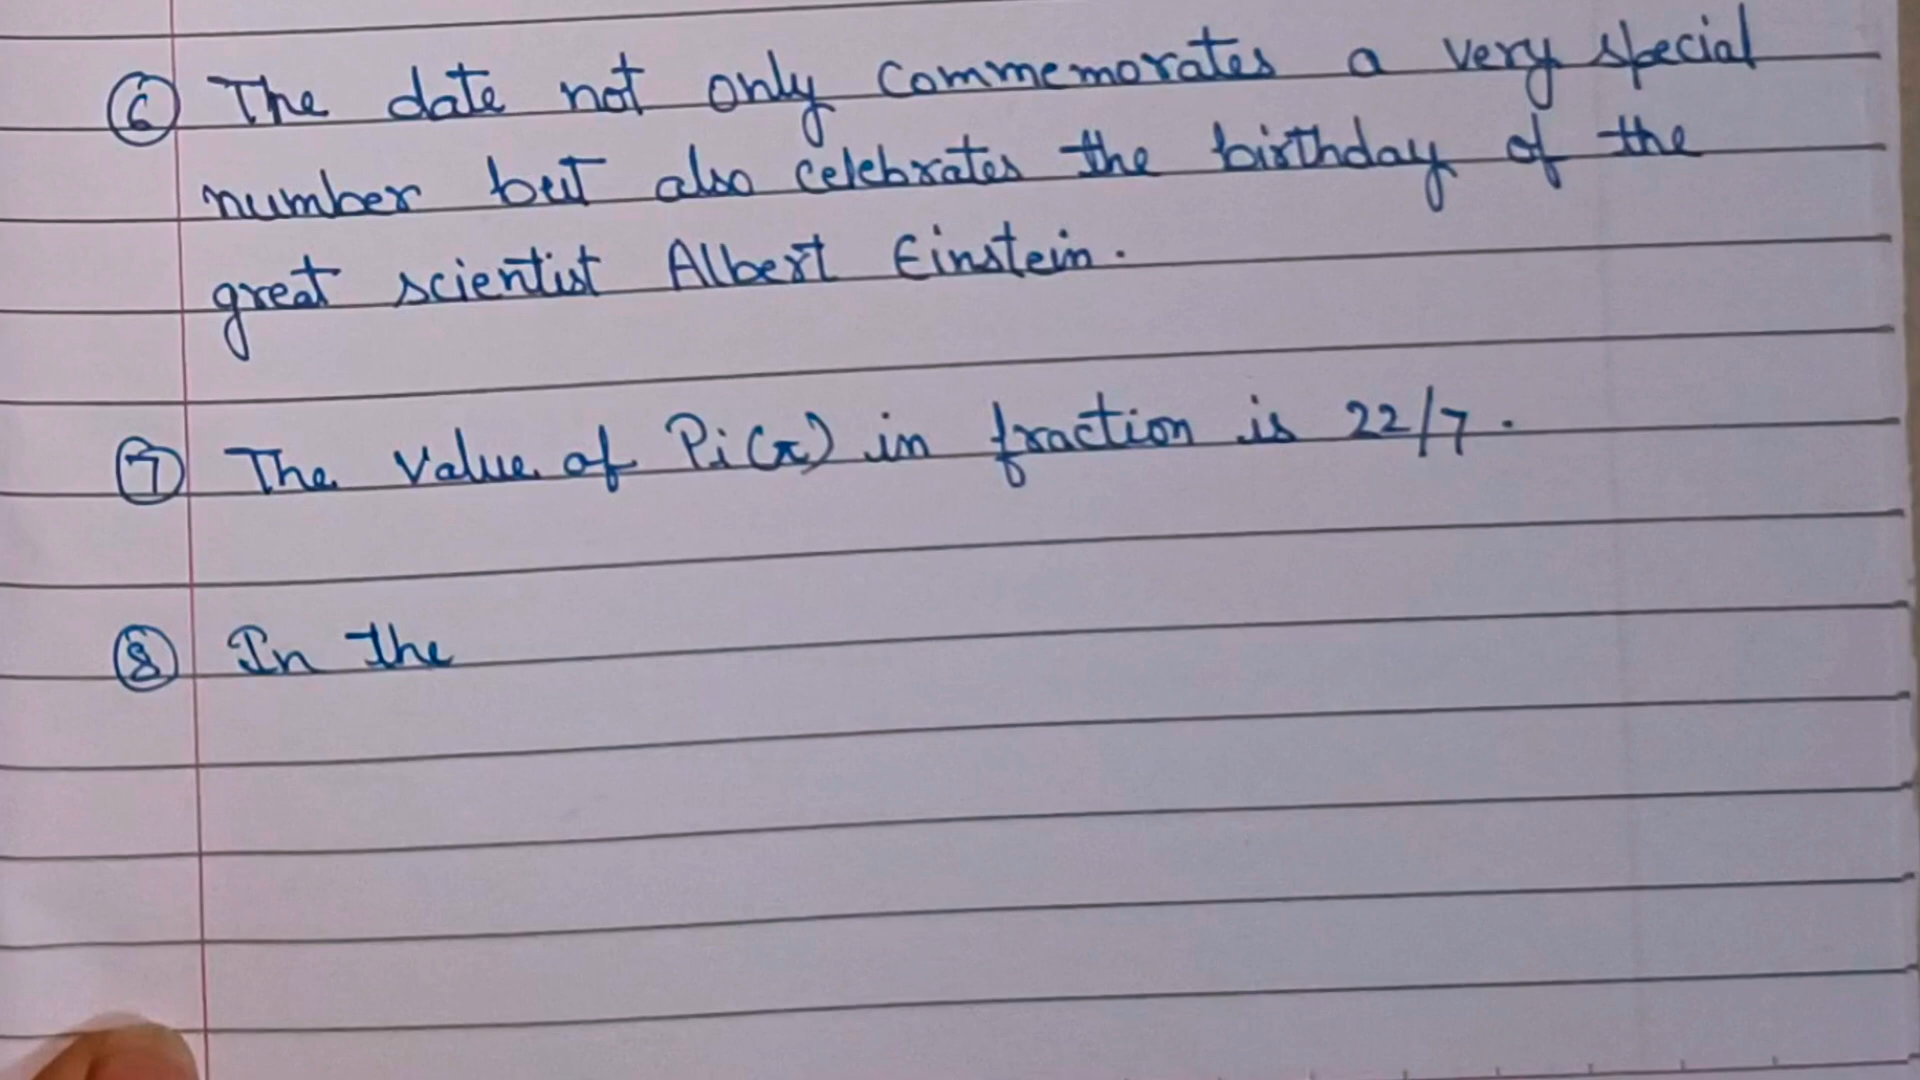 ⑥ The date not only commemorates a very special
number but also celebrates the birthday of the
great scientist Albert Einstein.
⑦ The value of Pi(π) in fraction is 22/7.
⑧ In the